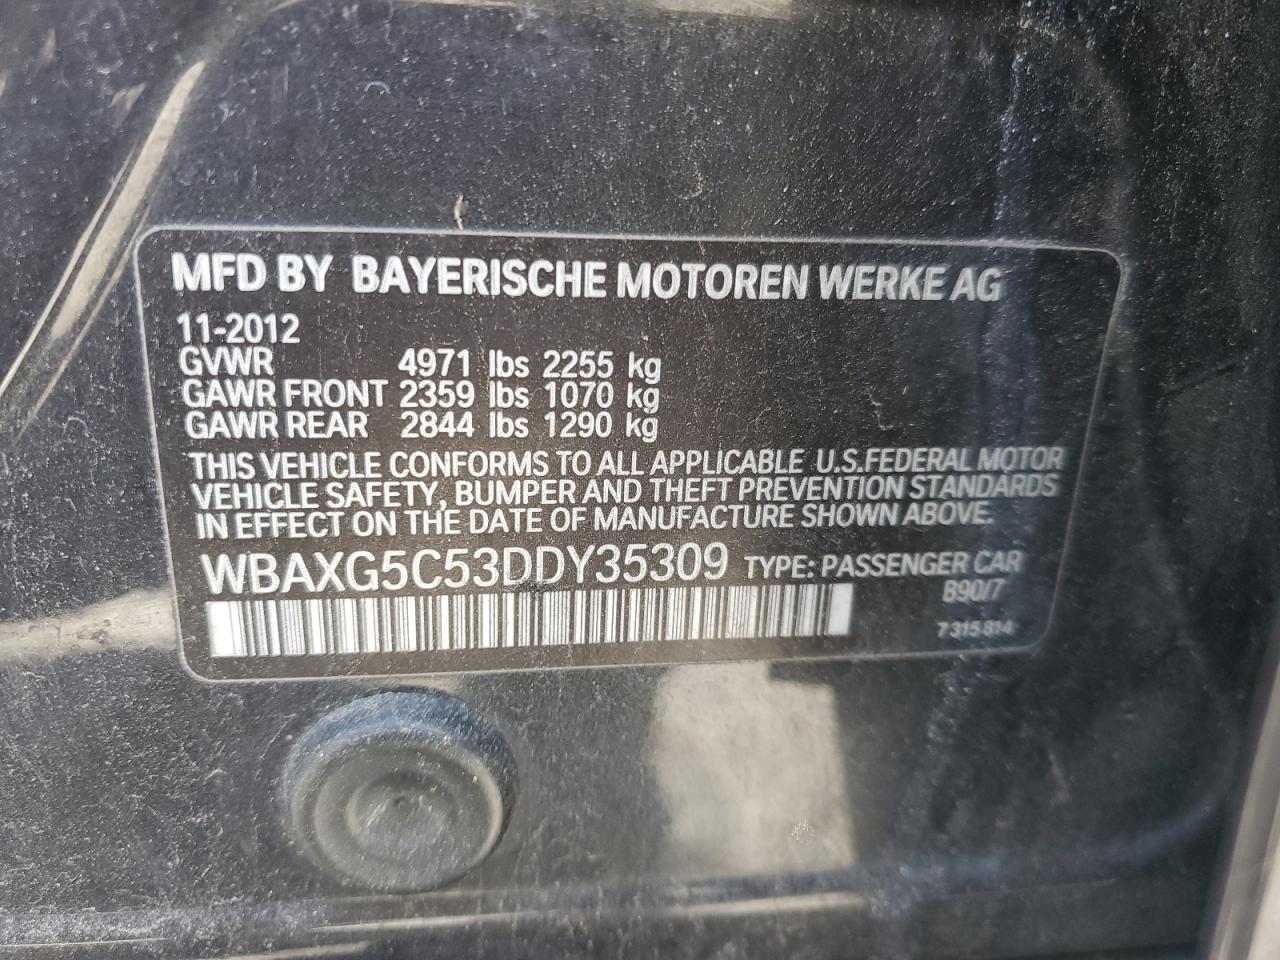 MFD BY BAYERISCHE MOTOREN WERKE AG
11-2012
GVWR 4971 lbs 2255 kg
GAWR FRONT 2359 lbs 1070 kg
GAWR REAR 2844 lbs 1290 kg
THIS VEHICLE CONFORMS TO ALL APPLICABLE U.S.FEDERAL MOTOR
VEHICLE SAFETY, BUMPER AND THEFT PREVENTION STANDARDS
IN EFFECT ON THE DATE OF MANUFACTURE SHOWN ABOVE.
WBAXG5C53DDY35309 TYPE: PASSENGER CAR
B90/7
7 315 814